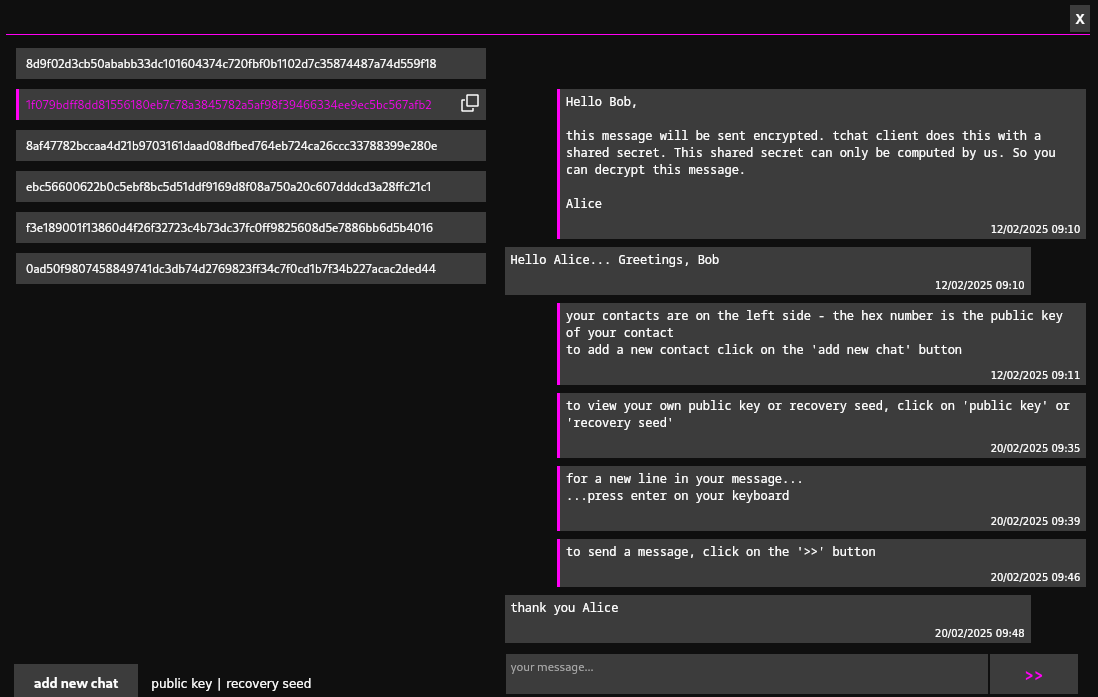 X
8d9f02d3cb50ababb33dc101604374c720fbf0b1102d7c35874487a74d559f18
1f079bdff8dd81556180eb7c78a3845782a5af98f39466334ee9ec5bc567afb2
8af47782bccaa4d21b9703161daad08dfbed764eb724ca26ccc33788399e280e
ebc56600622b0c5ebf8bc5d51ddf9169d8f08a750a20c607dddcd3a28ffc21c1
f3e189001f13860d4f26f32723c4b73dc37fc0ff9825608d5e7886bb6d5b4016
0ad50f9807458849741dc3db74d2769823ff34c7f0cd1b7f34b227acac2ded44
add new chat
public key | recovery seed
Hello Bob,
this message will be sent encrypted. tchat client does this with a
shared secret. This shared secret can only be computed by us. So you
can decrypt this message.
Alice
12/02/2025 09:10
Hello Alice... Greetings, Bob
12/02/2025 09:10
your contacts are on the left side - the hex number is the public key
of your contact
to add a new contact click on the 'add new chat' button
12/02/2025 09:11
to view your own public key or recovery seed, click on 'public key' or
'recovery seed'
20/02/2025 09:35
for a new line in your message...
...press enter on your keyboard
20/02/2025 09:39
to send a message, click on the '>>' button
20/02/2025 09:46
thank you Alice
20/02/2025 09:48
your message...
>>